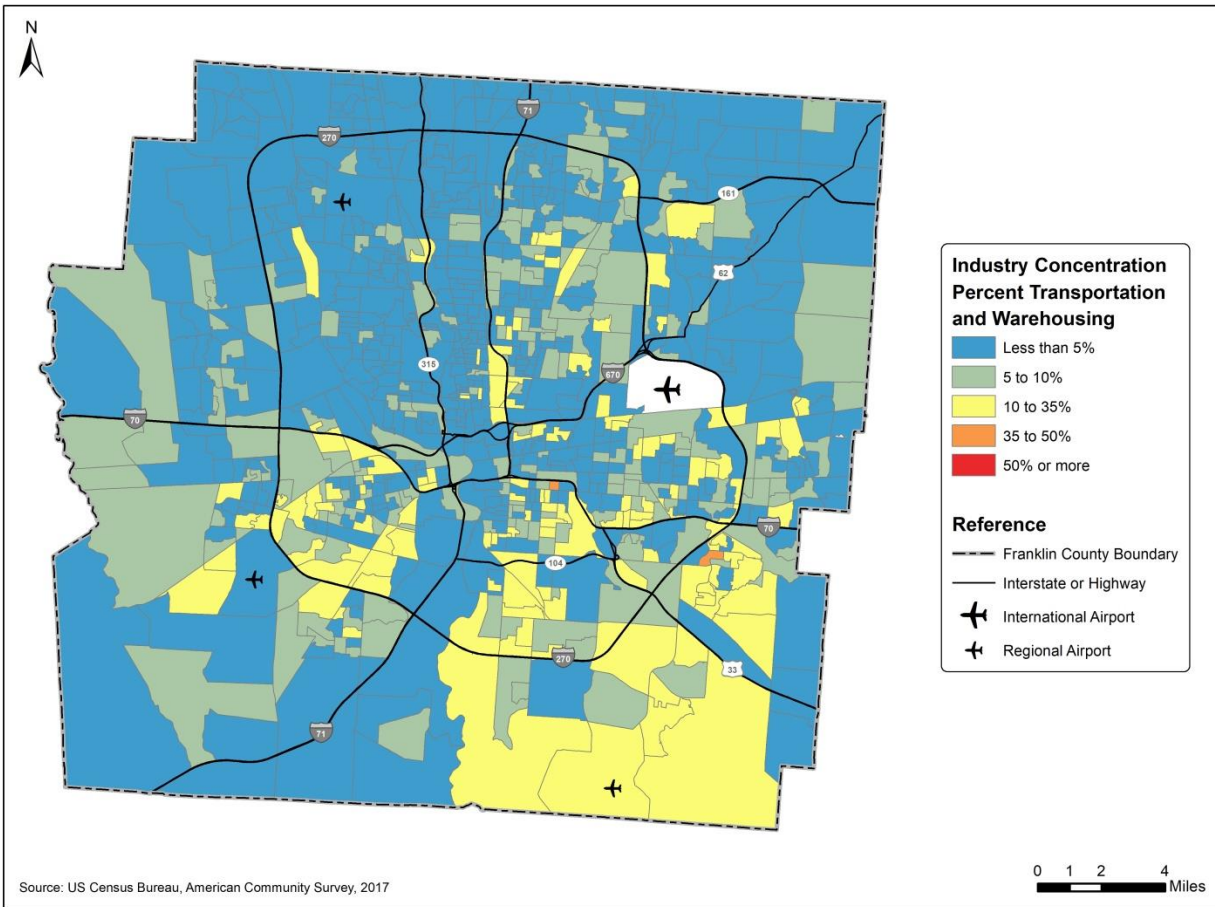 N
71
270
161
62
315
670
70
70
104
270
33
71
Industry Concentration
Percent Transportation
and Warehousing
Less than 5%
5 to 10%
10 to 35%
35 to 50%
50% or more
Reference
Franklin County Boundary
Interstate or Highway
International Airport
Regional Airport
Source: US Census Bureau, American Community Survey, 2017
0 1 2 4
Miles